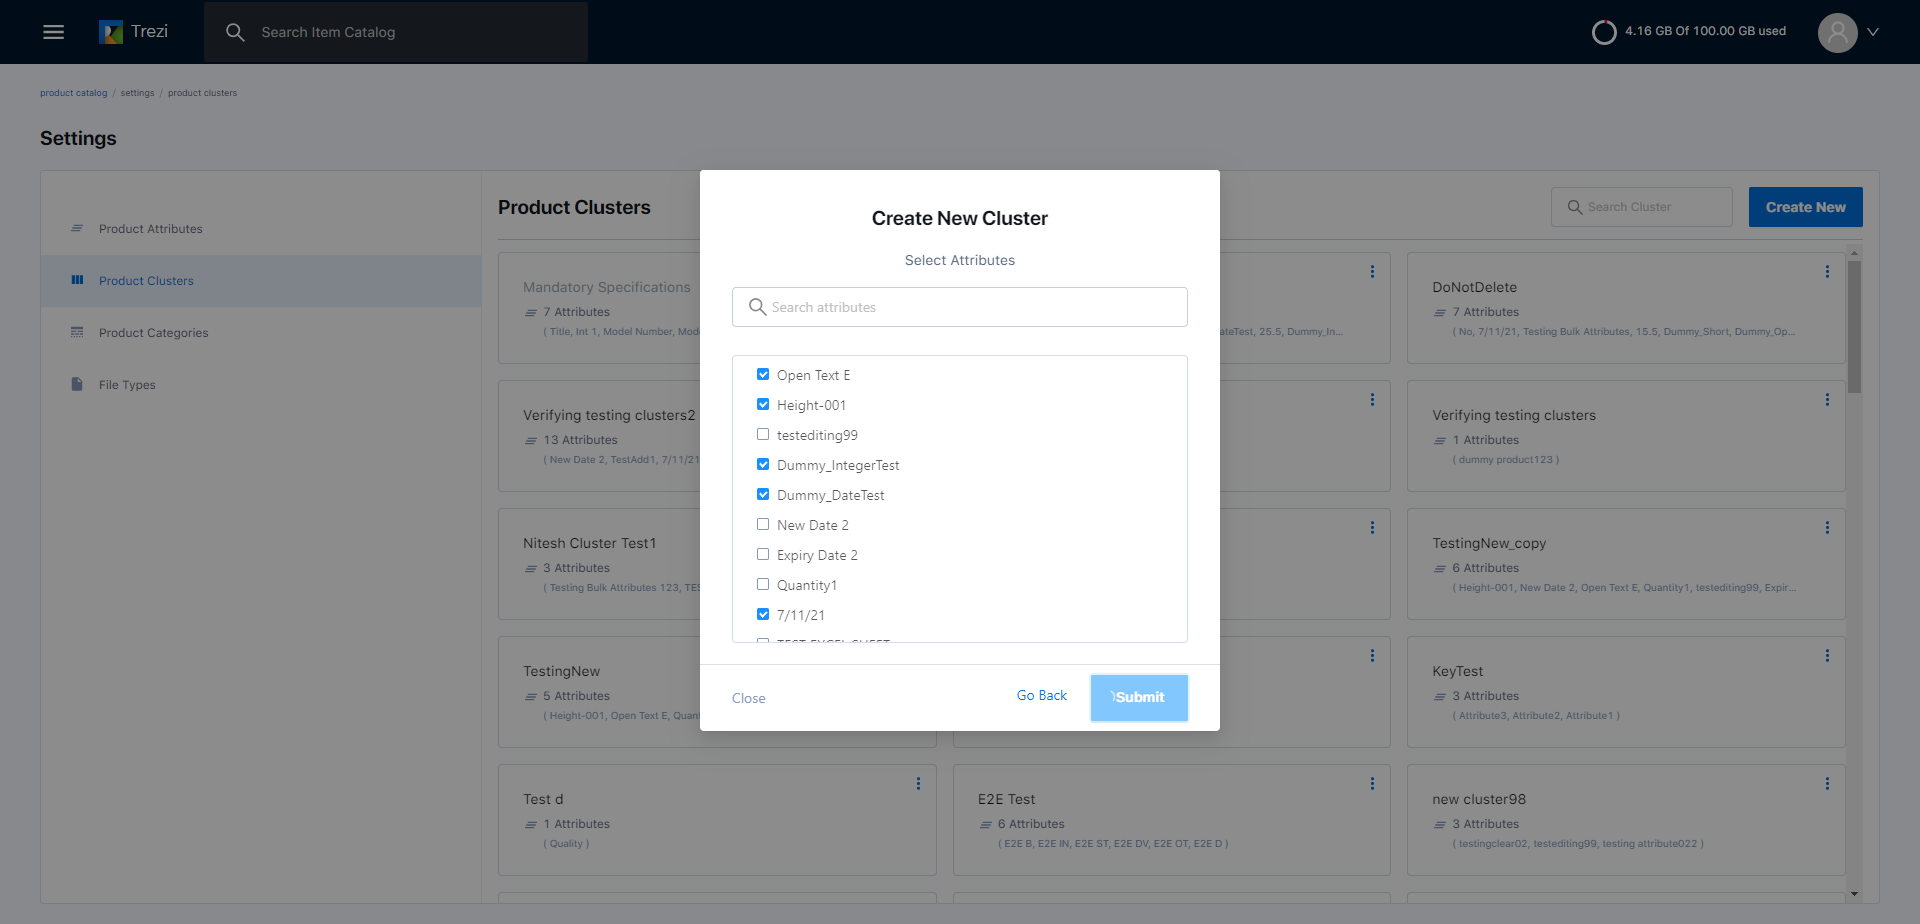 Trezi
Search Item Catalog
4.16 GB Of 100.00 GB used
product catalog / settings / product clusters
Settings
Product Attributes
Product Clusters
Product Categories
File Types
Product Clusters
Search Cluster
Create New
Mandatory Specifications
7 Attributes
( Title, Int 1, Model Number, Mod
ateTest, 25.5, Dummy_In...
DoNotDelete
7 Attributes
( No, 7/11/21, Testing Bulk Attributes, 15.5, Dummy_Short, Dummy_Op...
Verifying testing clusters2
13 Attributes
( New Date 2, TestAdd1, 7/11/21
Verifying testing clusters
1 Attributes
( dummy product123 )
Nitesh Cluster Test1
3 Attributes
( Testing Bulk Attributes 123, TES
TestingNew_copy
6 Attributes
( Height-001, New Date 2, Open Text E, Quantity1, testediting99, Expir...
TestingNew
5 Attributes
( Height-001, Open Text E, Quan
KeyTest
3 Attributes
( Attribute3, Attribute2, Attribute1 )
Test d
1 Attributes
( Quality )
E2E Test
6 Attributes
( E2E B, E2E IN, E2E ST, E2E DV, E2E OT, E2E D )
new cluster98
3 Attributes
( testingclear02, testediting99, testing attribute022 )
Create New Cluster
Select Attributes
Search attributes
Open Text E
Height-001
testediting99
Dummy_IntegerTest
Dummy_DateTest
New Date 2
Expiry Date 2
Quantity1
7/11/21
TEST EXCEL SHEET
Close
Go Back
Submit